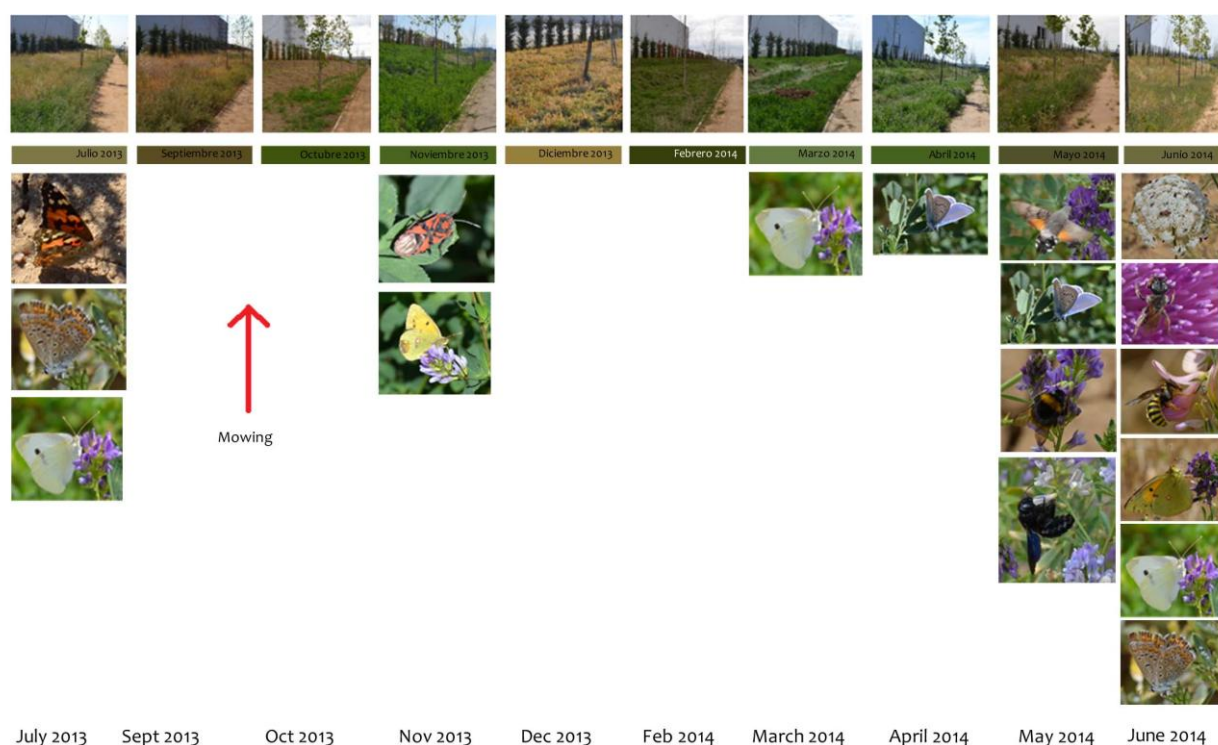 Julio 2013
Septiembre 2013
Octubre 2013
Noviembre 2013
Diciembre 2013
Febrero 2014
Marzo 2014
Abril 2014
Mayo 2014
Junio 2014
Mowing
July 2013
Sept 2013
Oct 2013
Nov 2013
Dec 2013
Feb 2014
March 2014
April 2014
May 2014
June 2014